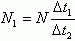 N₁ = N Δt₁/Δt₂